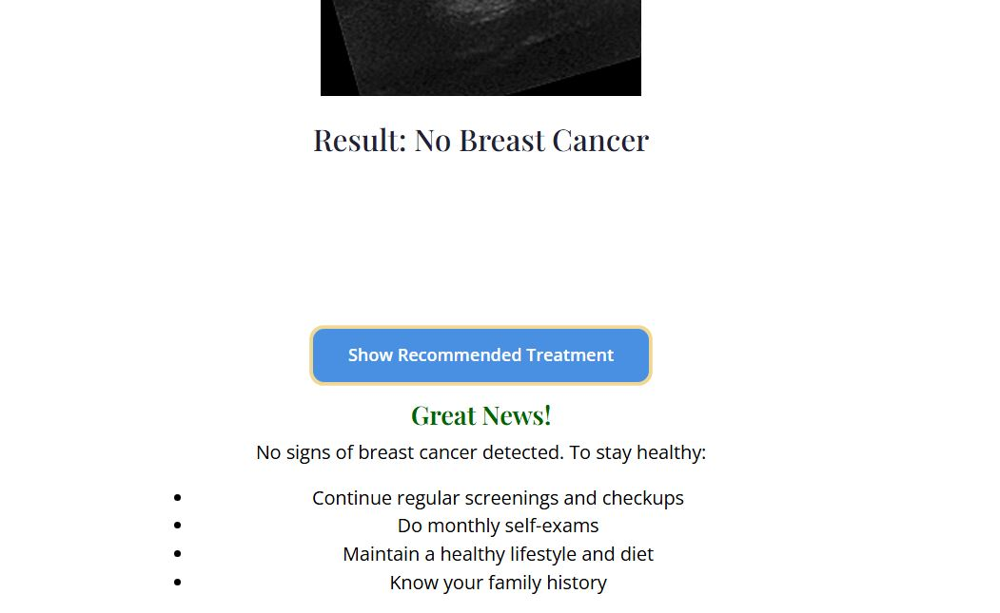 Result: No Breast Cancer
Show Recommended Treatment
Great News!
No signs of breast cancer detected. To stay healthy:
Continue regular screenings and checkups
Do monthly self-exams
Maintain a healthy lifestyle and diet
Know your family history